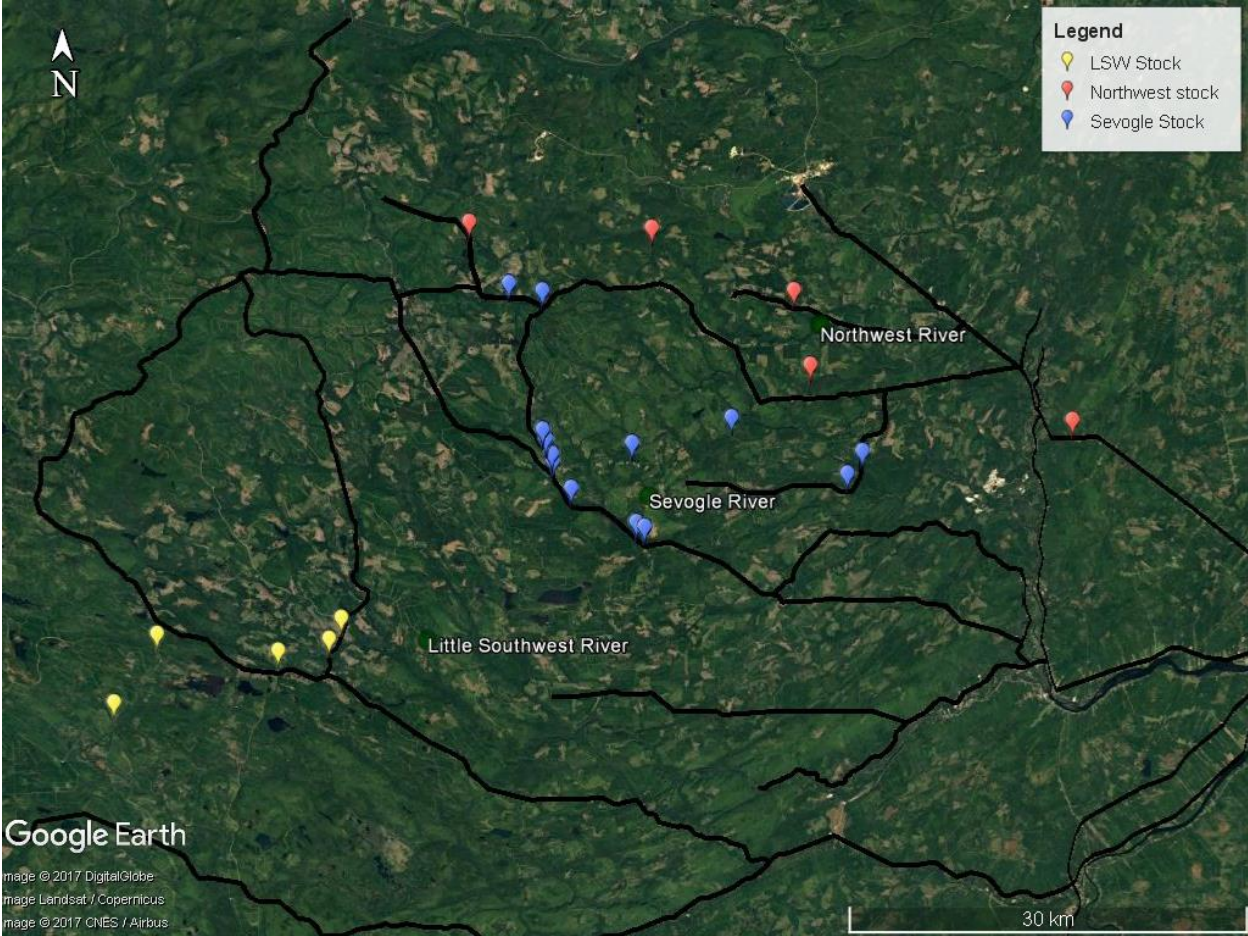 N
Legend
LSW Stock
Northwest stock
Sevogle Stock
Northwest River
Sevogle River
Little Southwest River
Google Earth
mage © 2017 DigitalGlobe
mage Landsat / Copernicus
mage © 2017 CNES / Airbus
30 km